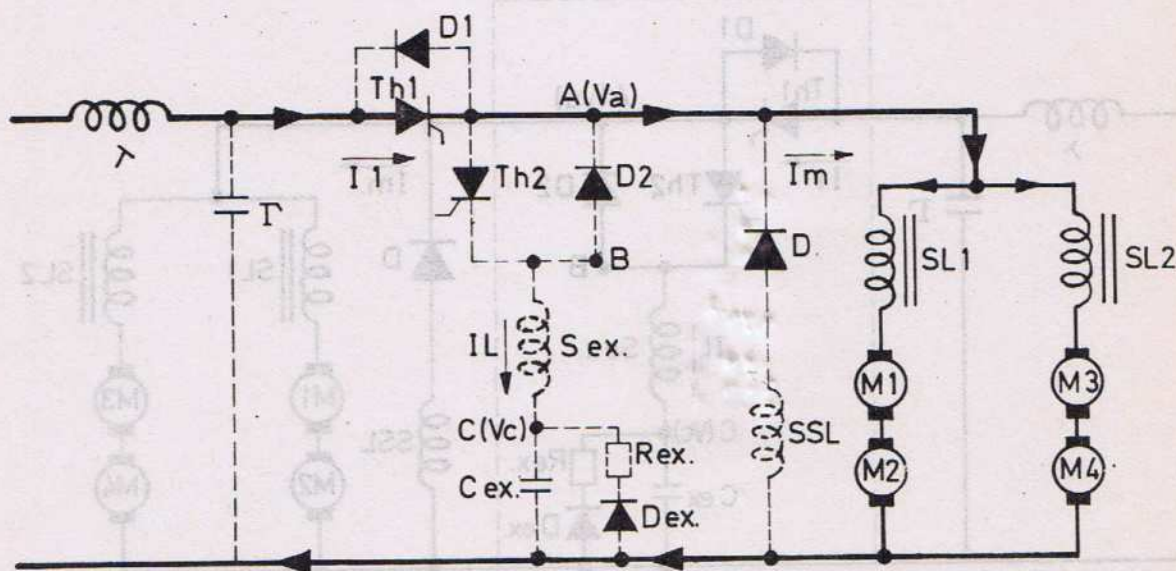 D1
Th1
A(Va)
I1
Th2
D2
Im
Γ
B
D.
SL1
SL2
IL
S ex.
M1
M3
C(Vc)
Rex.
SSL
Cex.
M2
M4
Dex.